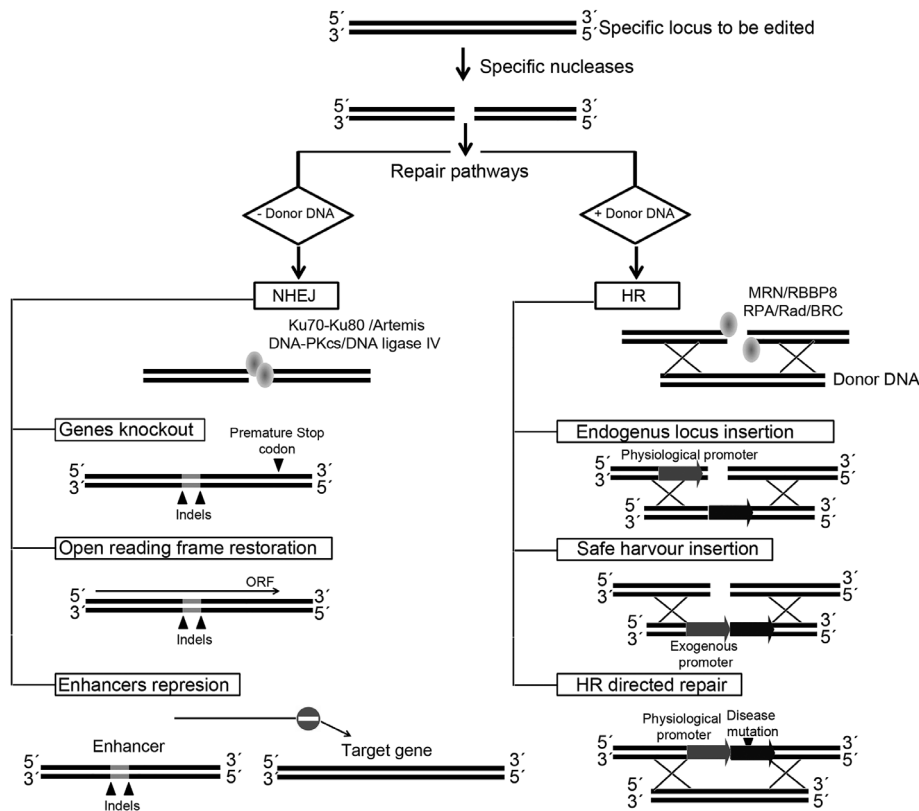 5´ 3´
3´ 5´
Specific locus to be edited
Specific nucleases
5´ 3´
3´ 5´
Repair pathways
- Donor DNA
+ Donor DNA
NHEJ
Ku70-Ku80 /Artemis
DNA-PKcs/DNA ligase IV
Genes knockout
Premature Stop
codon
5´ 3´
3´ 5´
Indels
Open reading frame restoration
ORF
5´ 3´
3´ 5´
Indels
Enhancers represion
Enhancer
5´ 3´
3´ 5´
Indels
Target gene
5´ 3´
3´ 5´
HR
MRN/RBBP8
RPA/Rad/BRC
Donor DNA
Endogenus locus insertion
Physiological promoter
5´ 3´
3´ 5´
5´ 3´
3´ 5´
Safe harvour insertion
5´ 3´
3´ 5´
5´ 3´
3´ 5´
Exogenous
promoter
HR directed repair
Physiological
promoter
Disease
mutation
5´ 3´
3´ 5´
5´ 3´
3´ 5´